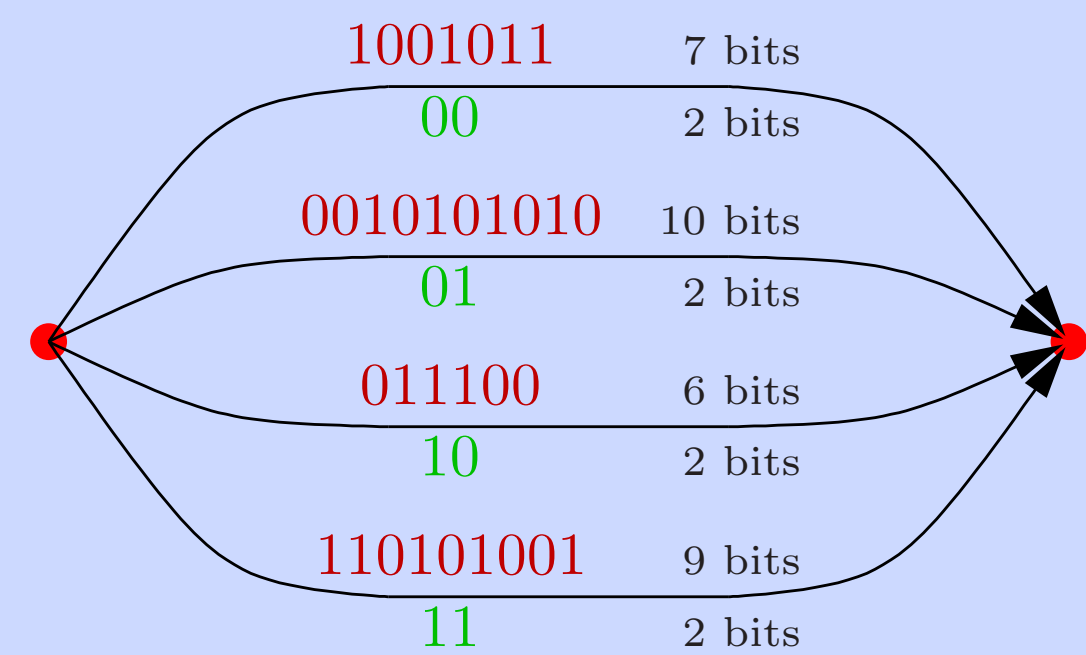 1001011 7 bits
00 2 bits
0010101010 10 bits
01 2 bits
011100 6 bits
10 2 bits
110101001 9 bits
11 2 bits